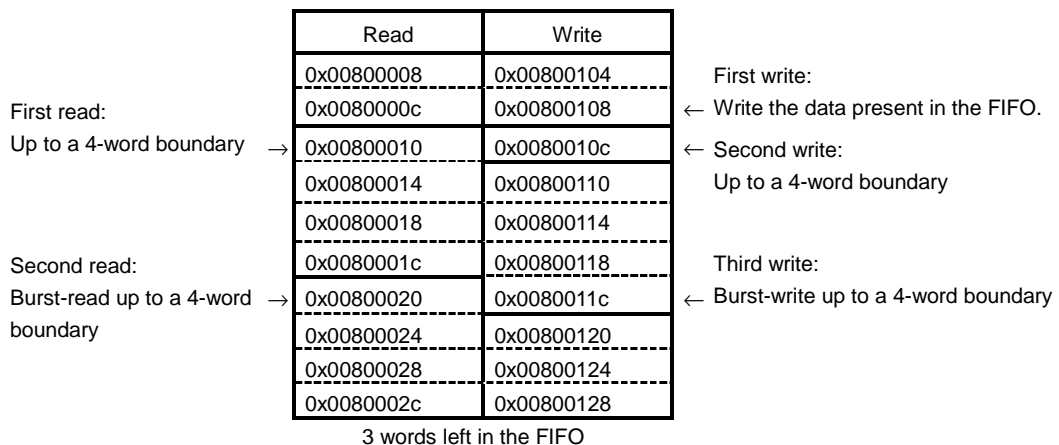 Read Write
0x00800008 0x00800104
0x0080000c 0x00800108
0x00800010 0x0080010c
0x00800014 0x00800110
0x00800018 0x00800114
0x0080001c 0x00800118
0x00800020 0x0080011c
0x00800024 0x00800120
0x00800028 0x00800124
0x0080002c 0x00800128
3 words left in the FIFO
First read:
Up to a 4-word boundary →
Second read:
Burst-read up to a 4-word →
boundary
First write:
← Write the data present in the FIFO.
← Second write:
Up to a 4-word boundary
Third write:
← Burst-write up to a 4-word boundary